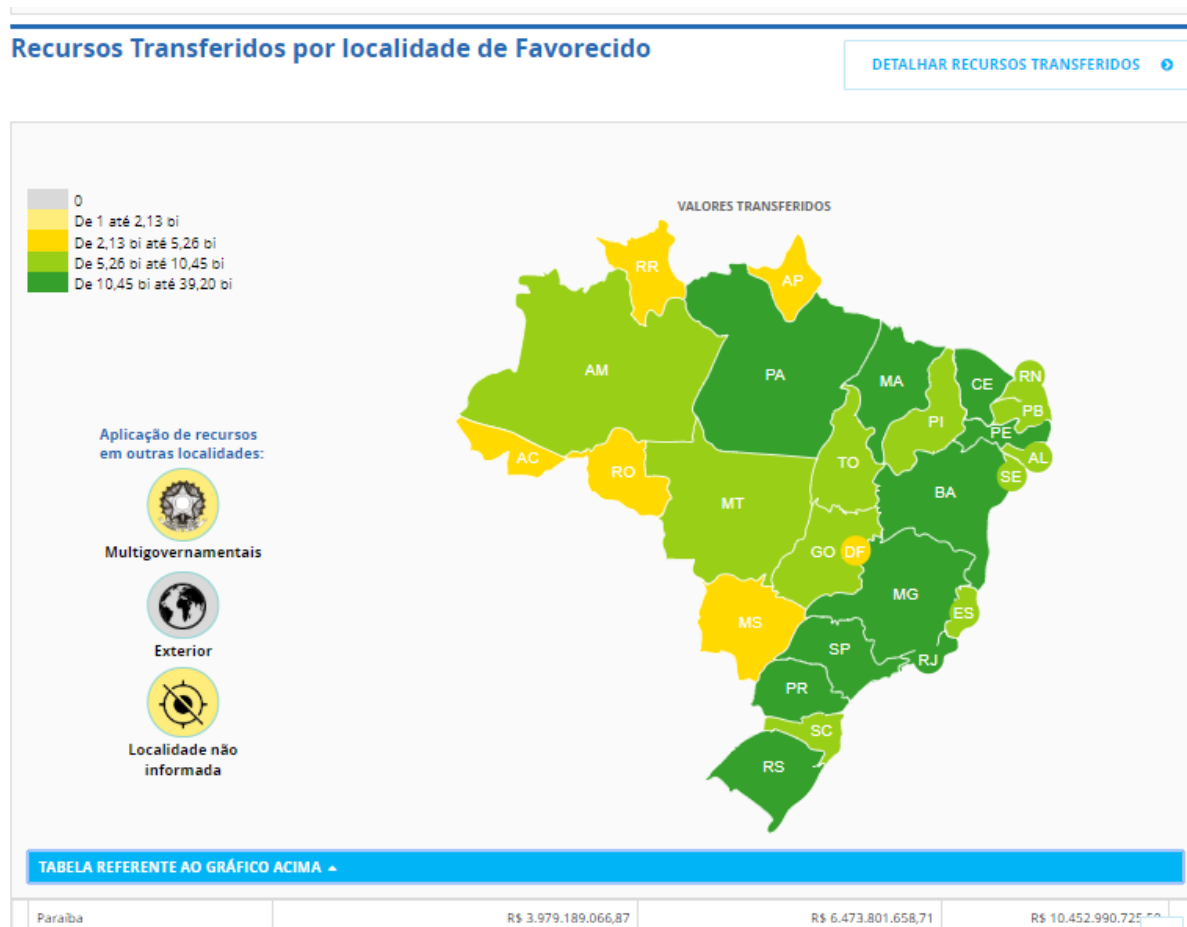 Recursos Transferidos por localidade de Favorecido
DETALHAR RECURSOS TRANSFERIDOS
0
De 1 até 2,13 bi
De 2,13 bi até 5,26 bi
De 5,26 bi até 10,45 bi
De 10,45 bi até 39,20 bi
VALORES TRANSFERIDOS
RR
AP
AM
PA
MA
CE
RN
PI
PB
PE
AC
RO
TO
AL
SE
MT
BA
GO
DF
MG
MS
ES
SP
RJ
PR
SC
RS
Aplicação de recursos
em outras localidades:
Multigovernamentais
Exterior
Localidade não
informada
TABELA REFERENTE AO GRÁFICO ACIMA
Paraíba R$ 3.979.189.066,87 R$ 6.473.801.658,71 R$ 10.452.990.725